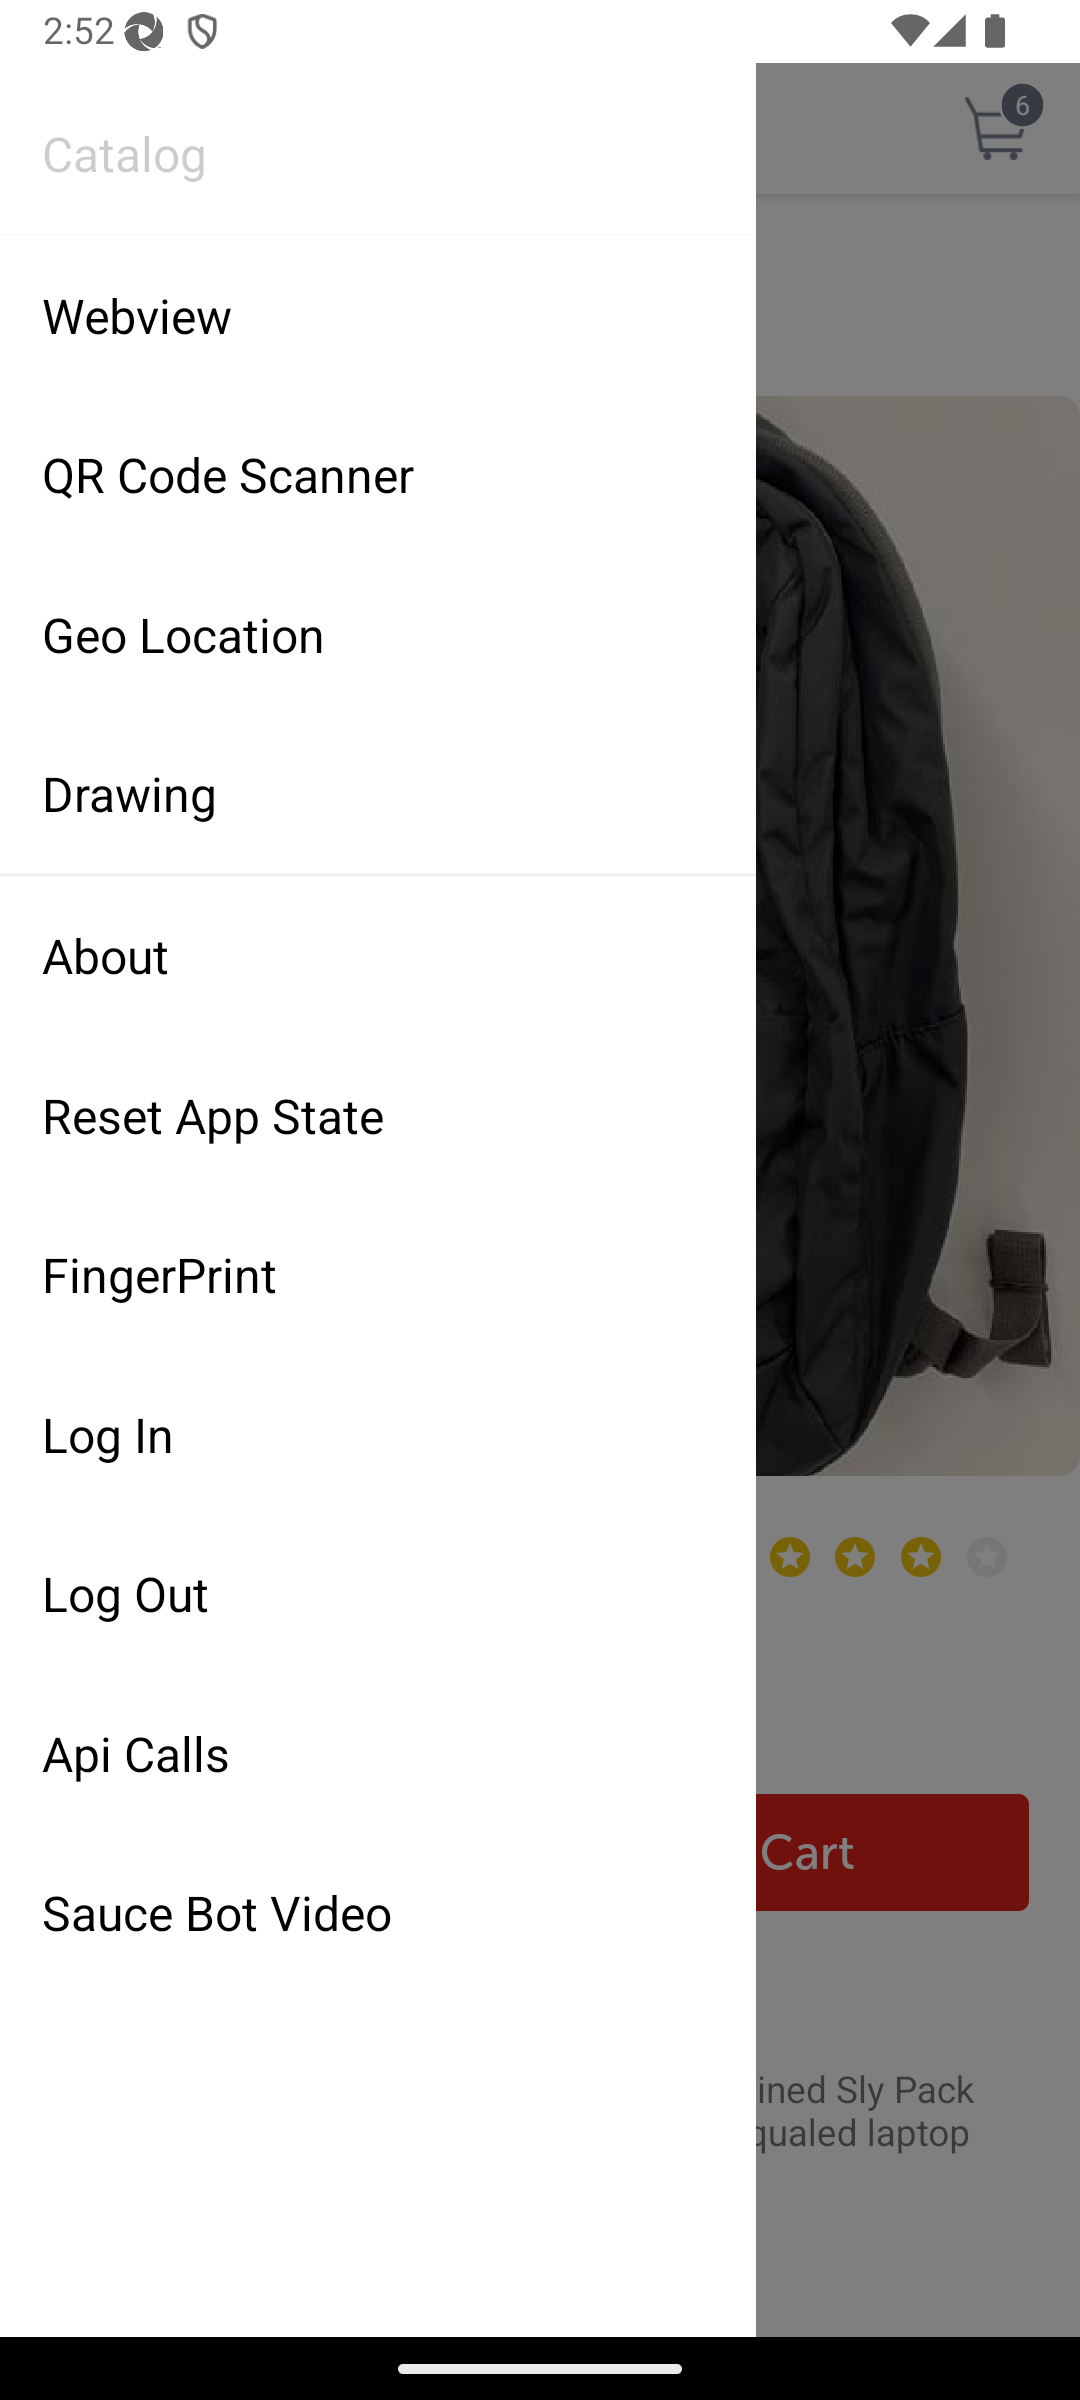 2:52
6
Catalog
Webview
QR Code Scanner
Geo Location
Drawing
About
Reset App State
FingerPrint
Log In
Log Out
Api Calls
Cart
Sauce Bot Video
ined Sly Pack
qualed laptop